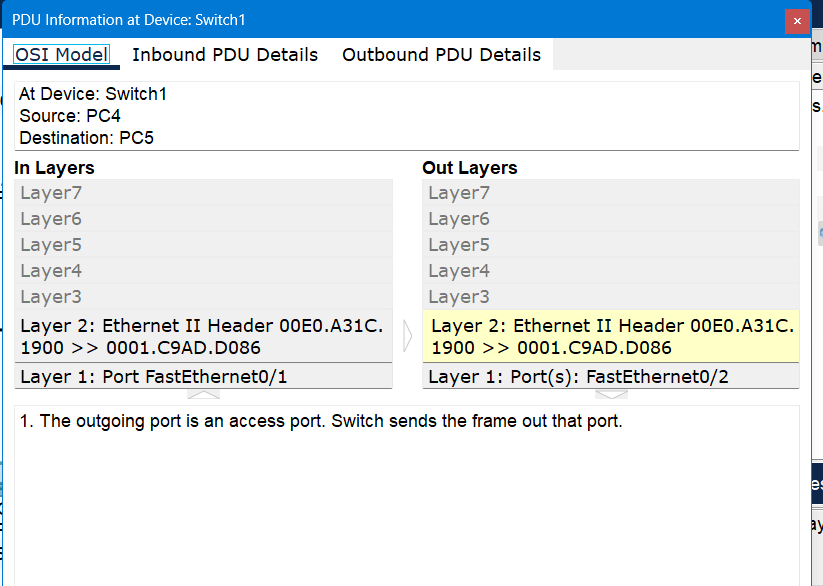 PDU Information at Device: Switch1
OSI Model Inbound PDU Details Outbound PDU Details
At Device: Switch1
Source: PC4
Destination: PC5
In Layers
Layer7
Layer6
Layer5
Layer4
Layer3
Layer 2: Ethernet II Header 00E0.A31C.
1900 >> 0001.C9AD.D086
Layer 1: Port FastEthernet0/1
Out Layers
Layer7
Layer6
Layer5
Layer4
Layer3
Layer 2: Ethernet II Header 00E0.A31C.
1900 >> 0001.C9AD.D086
Layer 1: Port(s): FastEthernet0/2
1. The outgoing port is an access port. Switch sends the frame out that port.